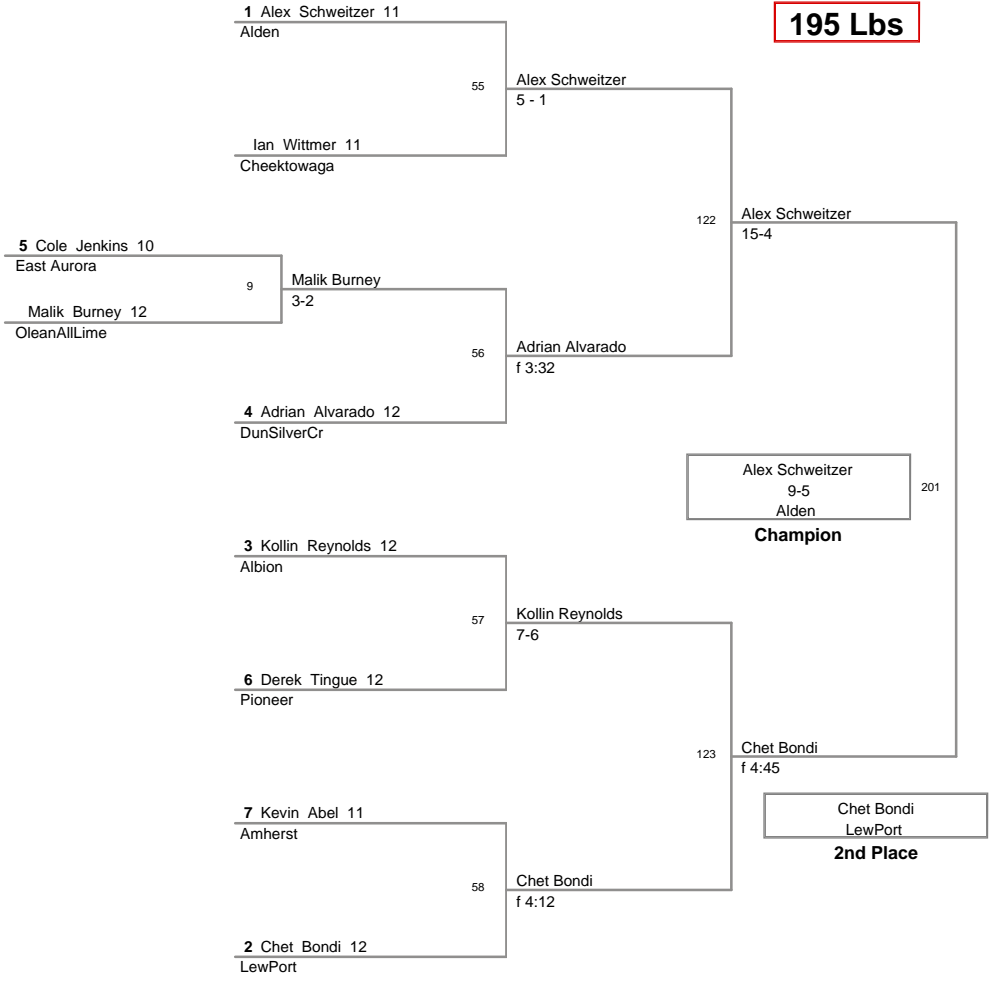 1 Alex Schweitzer 11
Alden
195 Lbs
55
Alex Schweitzer
5 - 1
Ian Wittmer 11
Cheektowaga
122
Alex Schweitzer
15-4
5 Cole Jenkins 10
East Aurora
9
Malik Burney
3-2
Malik Burney 12
OleanAllLime
56
Adrian Alvarado
f 3:32
4 Adrian Alvarado 12
DunSilverCr
Alex Schweitzer
9-5
Alden
201
Champion
3 Kollin Reynolds 12
Albion
57
Kollin Reynolds
7-6
6 Derek Tingue 12
Pioneer
123
Chet Bondi
f 4:45
7 Kevin Abel 11
Amherst
Chet Bondi
LewPort
2nd Place
58
Chet Bondi
f 4:12
2 Chet Bondi 12
LewPort